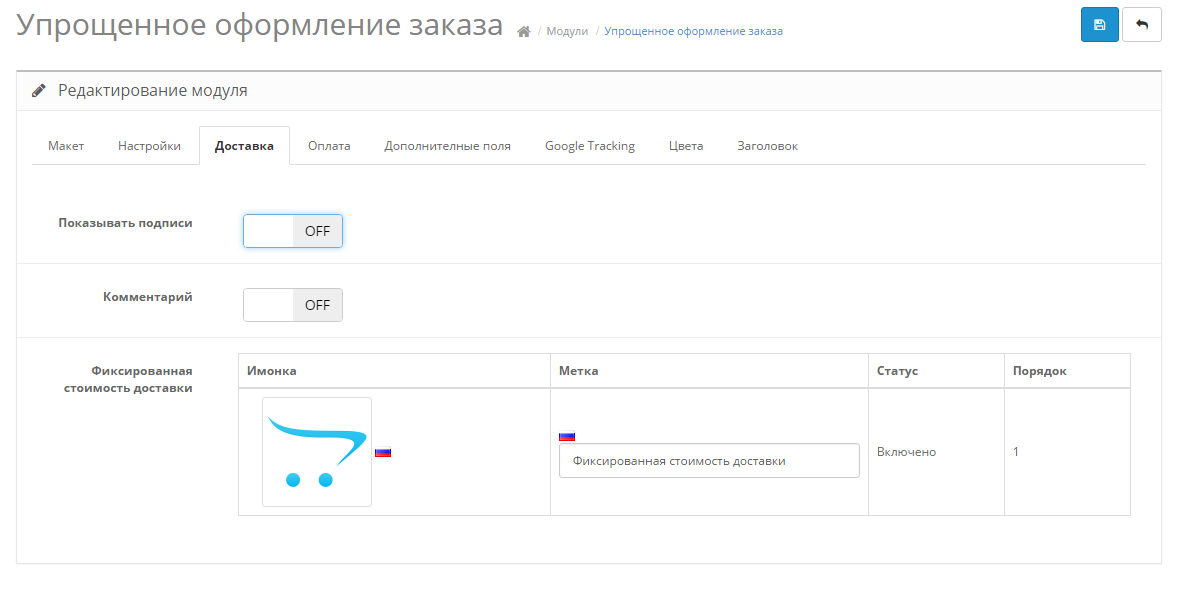 Упрощенное оформление заказа / Модули / Упрощенное оформление заказа
Редактирование модуля
Макет Настройки Доставка Оплата Дополнителные поля Google Tracking Цвета Заголовок
Показывать подписи OFF
Комментарий OFF
Фиксированная
стоимость доставки
Имонка Метка Статус Порядок
Фиксированная стоимость доставки Включено 1